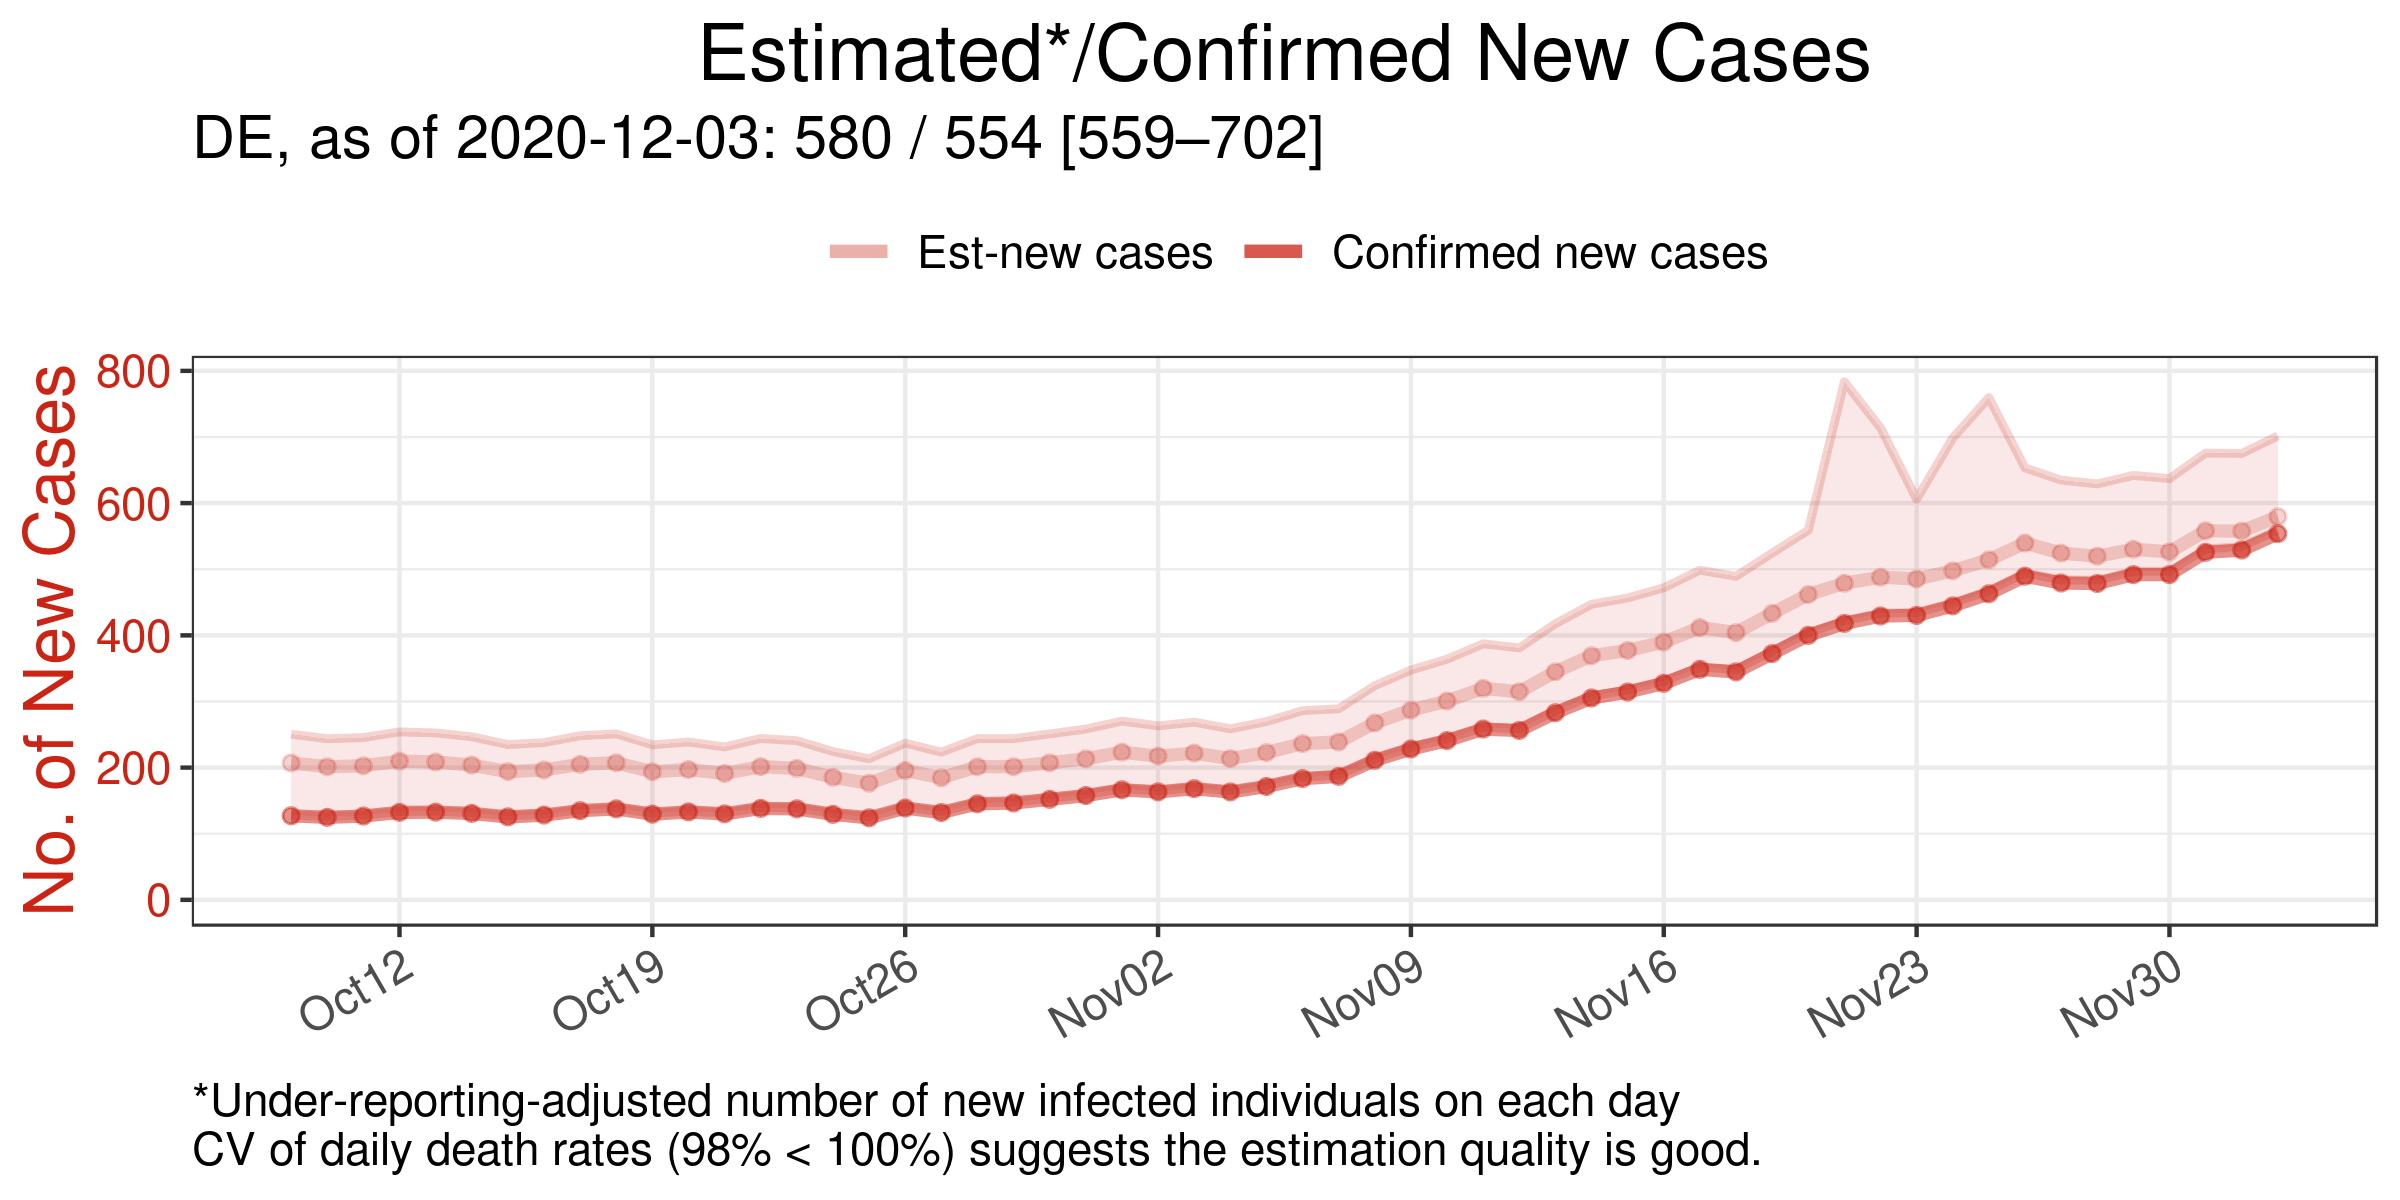 Estimated*/Confirmed New Cases
DE, as of 2020-12-03: 580 / 554 [559–702]
Est-new cases
Confirmed new cases
No. of New Cases
800
600
400
200
0
Oct12
Oct19
Oct26
Nov02
Nov09
Nov16
Nov23
Nov30
*Under-reporting-adjusted number of new infected individuals on each day
CV of daily death rates (98% < 100%) suggests the estimation quality is good.